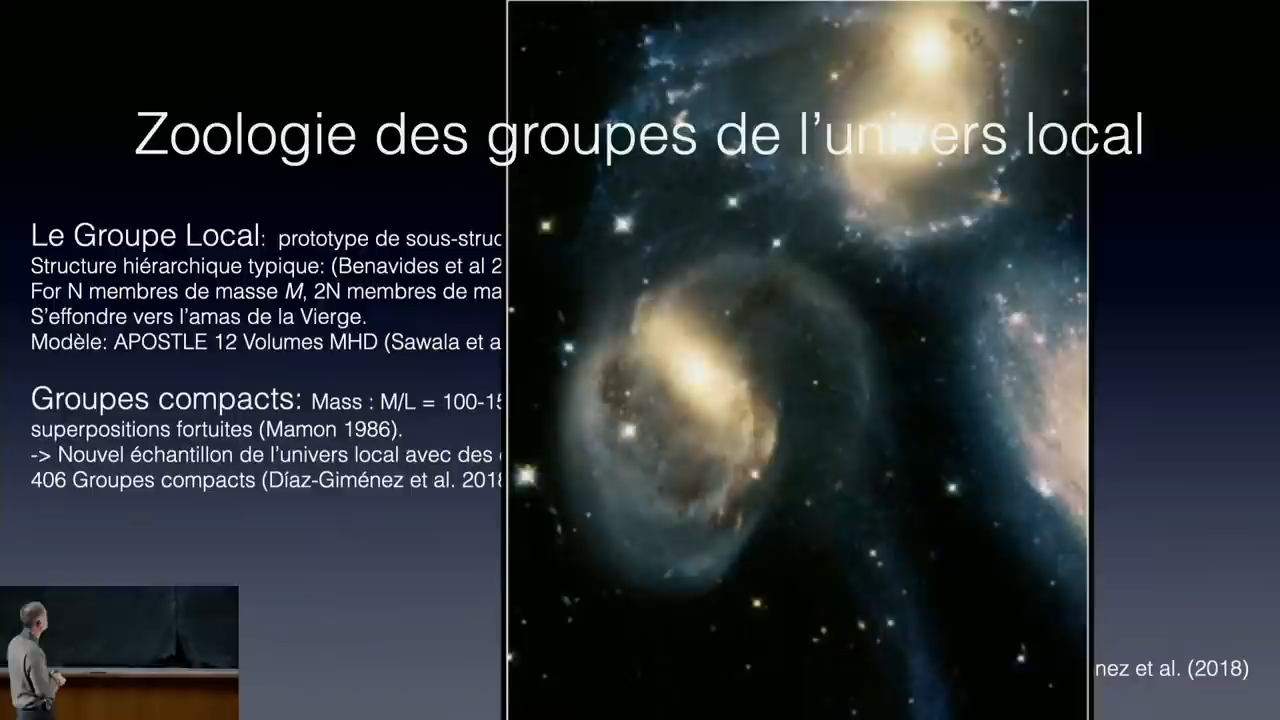 Zoologie des groupes de l'univers local
Le Groupe Local: prototype de sous-struc
Structure hiérarchique typique: (Benavides et al 2
For N membres de masse M, 2N membres de ma
S'effondre vers l'amas de la Vierge.
Modèle: APOSTLE 12 Volumes MHD (Sawala et a
Groupes compacts: Mass : M/L = 100-15
superpositions fortuites (Mamon 1986).
-> Nouvel échantillon de l'univers local avec des
406 Groupes compacts (Díaz-Giménez et al. 2018
nez et al. (2018)